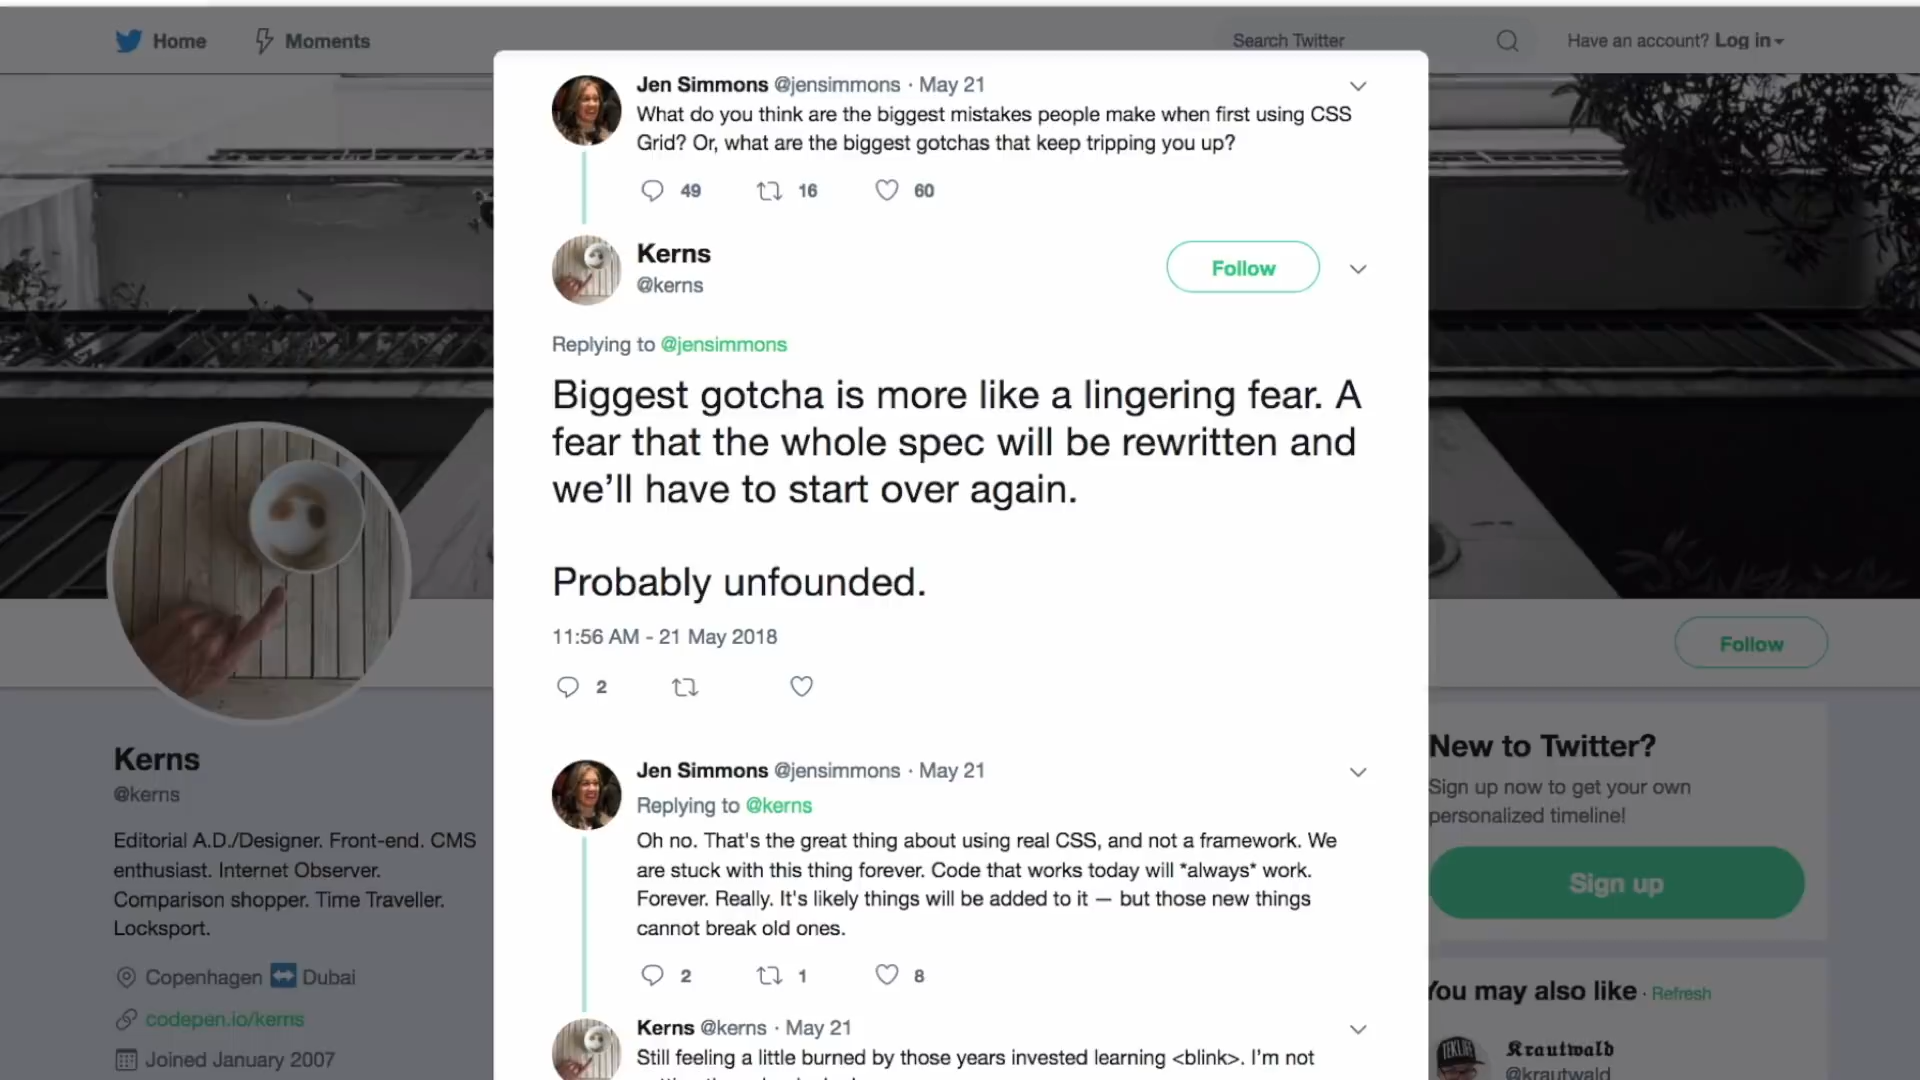 Home
Moments
Search Twitter
Have an account? Log in
Jen Simmons @jensimmons · May 21
What do you think are the biggest mistakes people make when first using CSS
Grid? Or, what are the biggest gotchas that keep tripping you up?
49 16 60
Kerns
@kerns
Follow
Replying to @jensimmons
Biggest gotcha is more like a lingering fear. A
fear that the whole spec will be rewritten and
we’ll have to start over again.
Probably unfounded.
11:56 AM - 21 May 2018
2
Jen Simmons @jensimmons · May 21
Replying to @kerns
Oh no. That's the great thing about using real CSS, and not a framework. We
are stuck with this thing forever. Code that works today will *always* work.
Forever. Really. It's likely things will be added to it — but those new things
cannot break old ones.
2 1 8
Kerns @kerns · May 21
Still feeling a little burned by those years invested learning <blink>. I’m not
Kerns
@kerns
Editorial A.D./Designer. Front-end. CMS
enthusiast. Internet Observer.
Comparison shopper. Time Traveller.
Locksport.
Copenhagen ↔️ Dubai
codepen.io/kerns
Joined January 2007
Follow
New to Twitter?
Sign up now to get your own
personalized timeline!
Sign up
You may also like · Refresh
𝕶𝖗𝖆𝖚𝖙𝖜𝖆𝖑𝖉
@krautwald